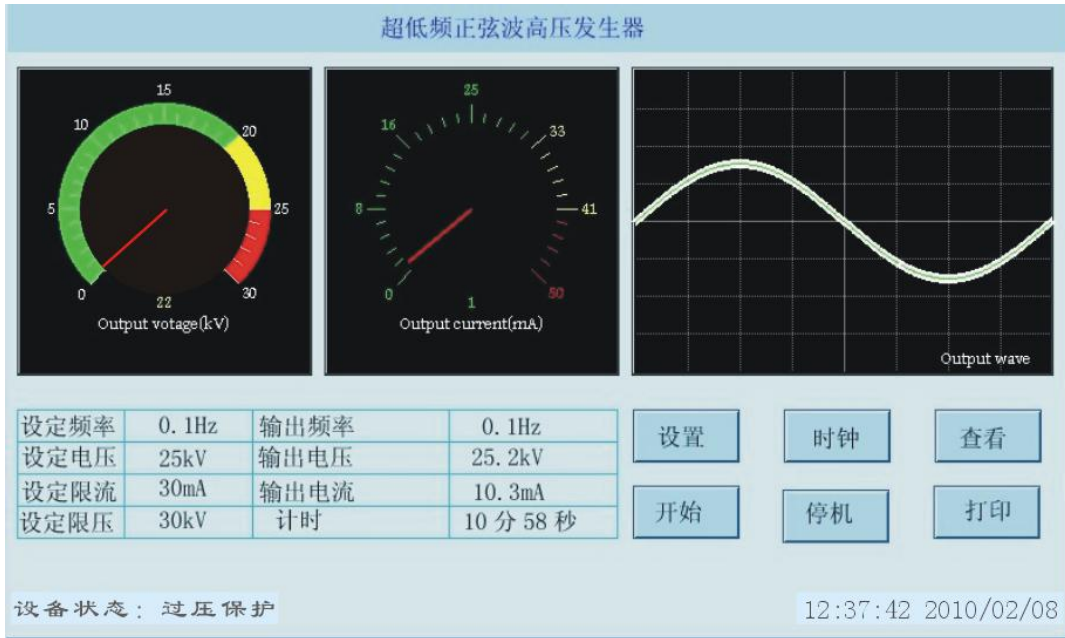 超低频正弦波高压发生器
0
5
10
15
20
25
30
22
Output votage(kV)
0
8
16
25
33
41
50
1
Output current(mA)
Output wave
设定频率 0.1Hz 输出频率 0.1Hz
设定电压 25kV 输出电压 25.2kV
设定限流 30mA 输出电流 10.3mA
设定限压 30kV 计时 10分58秒
设置 时钟 查看
开始 停机 打印
设备状态: 过压保护
12:37:42 2010/02/08